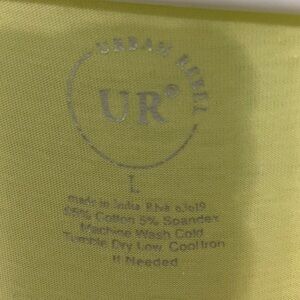 URBAN REBEL
UR®
L
made in India
95% Cotton 5% Spandex
Machine Wash Cold
Tumble Dry Low, Cool Iron
If Needed